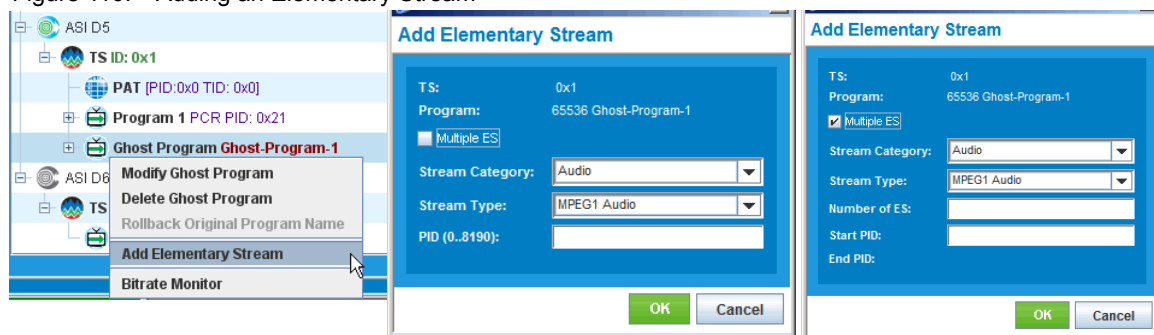 ASI D5
TS ID: 0x1
PAT [PID:0x0 TID: 0x0]
Program 1 PCR PID: 0x21
Ghost Program Ghost-Program-1
ASI D6
TS
Modify Ghost Program
Delete Ghost Program
Rollback Original Program Name
Add Elementary Stream
Bitrate Monitor
Add Elementary Stream
TS: 0x1
Program: 65536 Ghost-Program-1
Multiple ES
Stream Category: Audio
Stream Type: MPEG1 Audio
PID (0..8190):
OK Cancel
Add Elementary Stream
TS: 0x1
Program: 65536 Ghost-Program-1
Multiple ES
Stream Category: Audio
Stream Type: MPEG1 Audio
Number of ES:
Start PID:
End PID:
OK Cancel